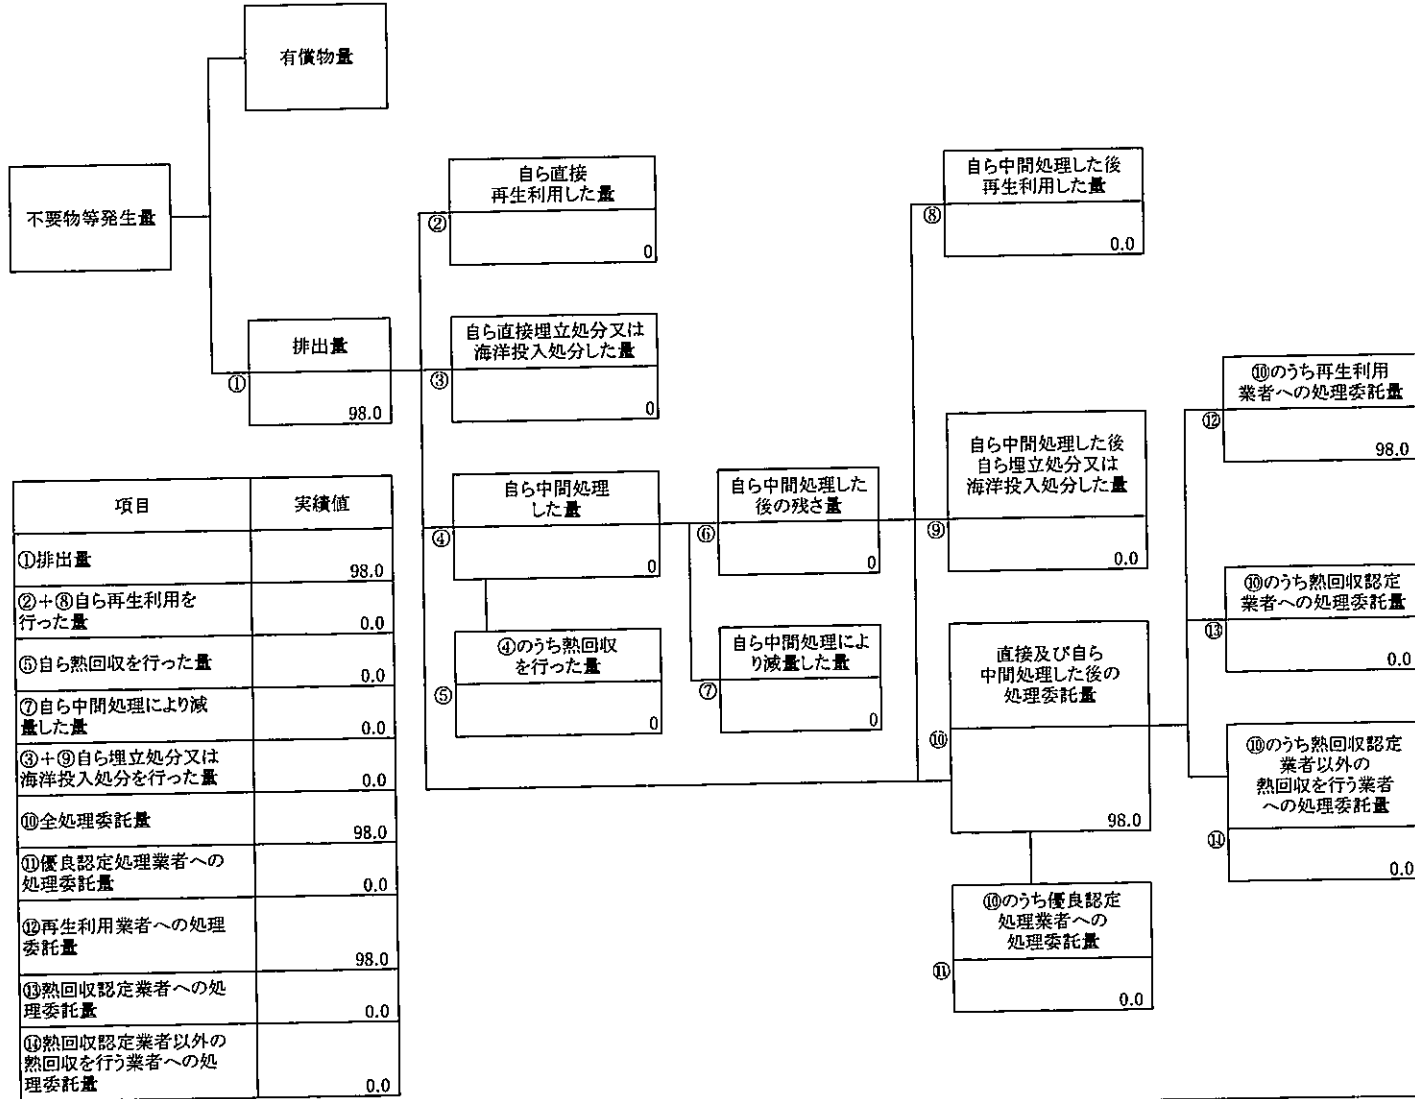 有償物量
不要物等発生量
排出量
①
98.0
自ら直接
再生利用した量
②
0
自ら直接埋立処分又は
海洋投入処分した量
③
0
自ら中間処理
した量
④
0
④のうち熱回収
を行った量
⑤
0
自ら中間処理した
後の残さ量
⑥
0
自ら中間処理によ
り減量した量
⑦
0
自ら中間処理した後
再生利用した量
⑧
0.0
自ら中間処理した後
自ら埋立処分又は
海洋投入処分した量
⑨
0.0
直接及び自ら
中間処理した後の
処理委託量
⑩
98.0
⑩のうち優良認定
処理業者への
処理委託量
⑪
0.0
⑩のうち再生利用
業者への処理委託量
⑫
98.0
⑩のうち熱回収認定
業者への処理委託量
⑬
0.0
⑩のうち熱回収認定
業者以外の
熱回収を行う業者
への処理委託量
⑭
0.0
項目 実績値
①排出量 98.0
②+⑧自ら再生利用を
行った量 0.0
⑤自ら熱回収を行った量 0.0
⑦自ら中間処理により減
量した量 0.0
③+⑨自ら埋立処分又は
海洋投入処分を行った量 0.0
⑩全処理委託量 98.0
⑪優良認定処理業者への
処理委託量 0.0
⑫再生利用業者への処理
委託量 98.0
⑬熱回収認定業者への処
理委託量 0.0
⑭熱回収認定業者以外の
熱回収を行う業者への処
理委託量 0.0